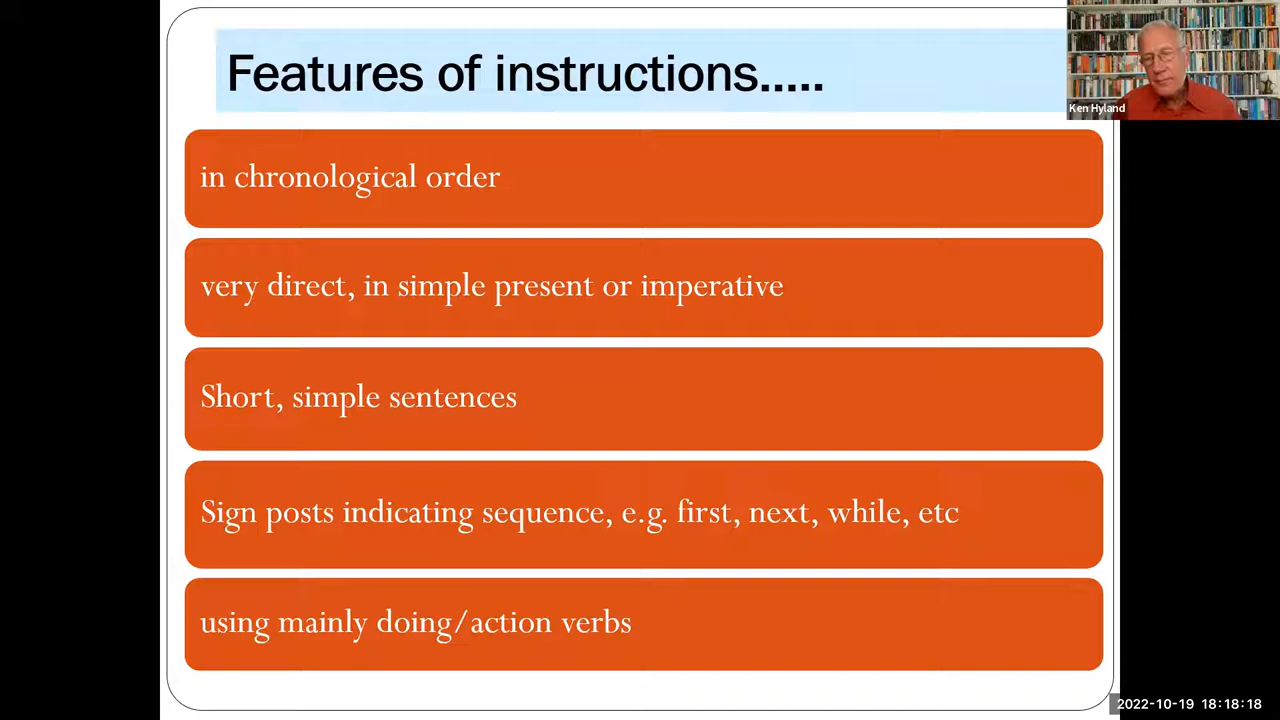 Features of instructions.....
Ken Hyland
in chronological order
very direct, in simple present or imperative
Short, simple sentences
Sign posts indicating sequence, e.g. first, next, while, etc
using mainly doing/action verbs
2022-10-19 18:18:18